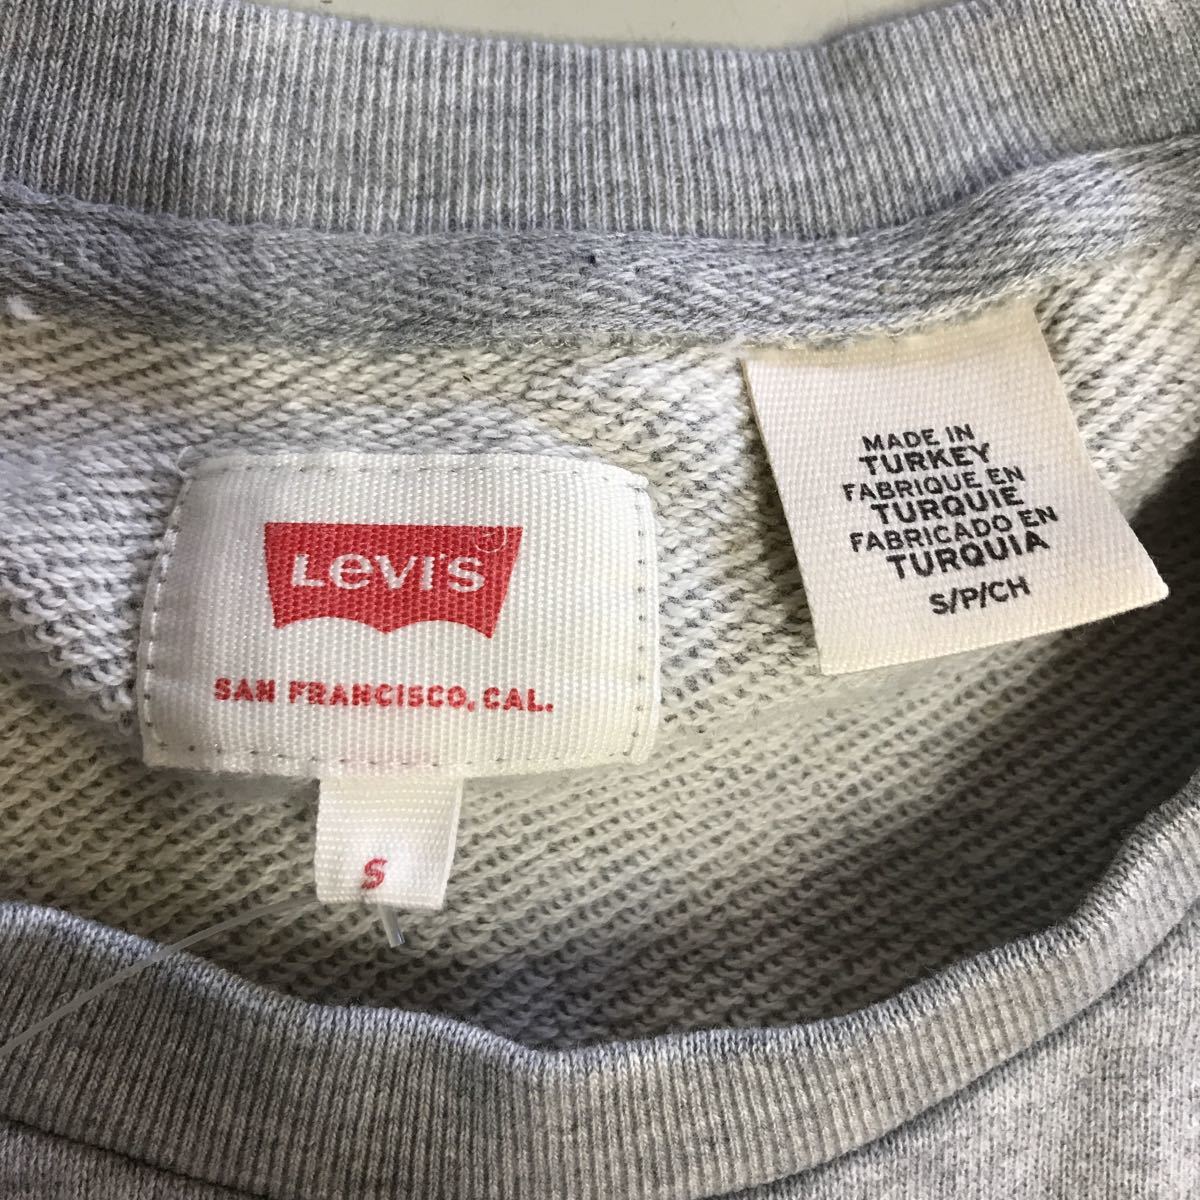 Levi's
SAN FRANCISCO, CAL.
S
MADE IN
TURKEY
FABRIQUE EN
TURQUIE
FABRICADO EN
TURQUIA
S/P/CH